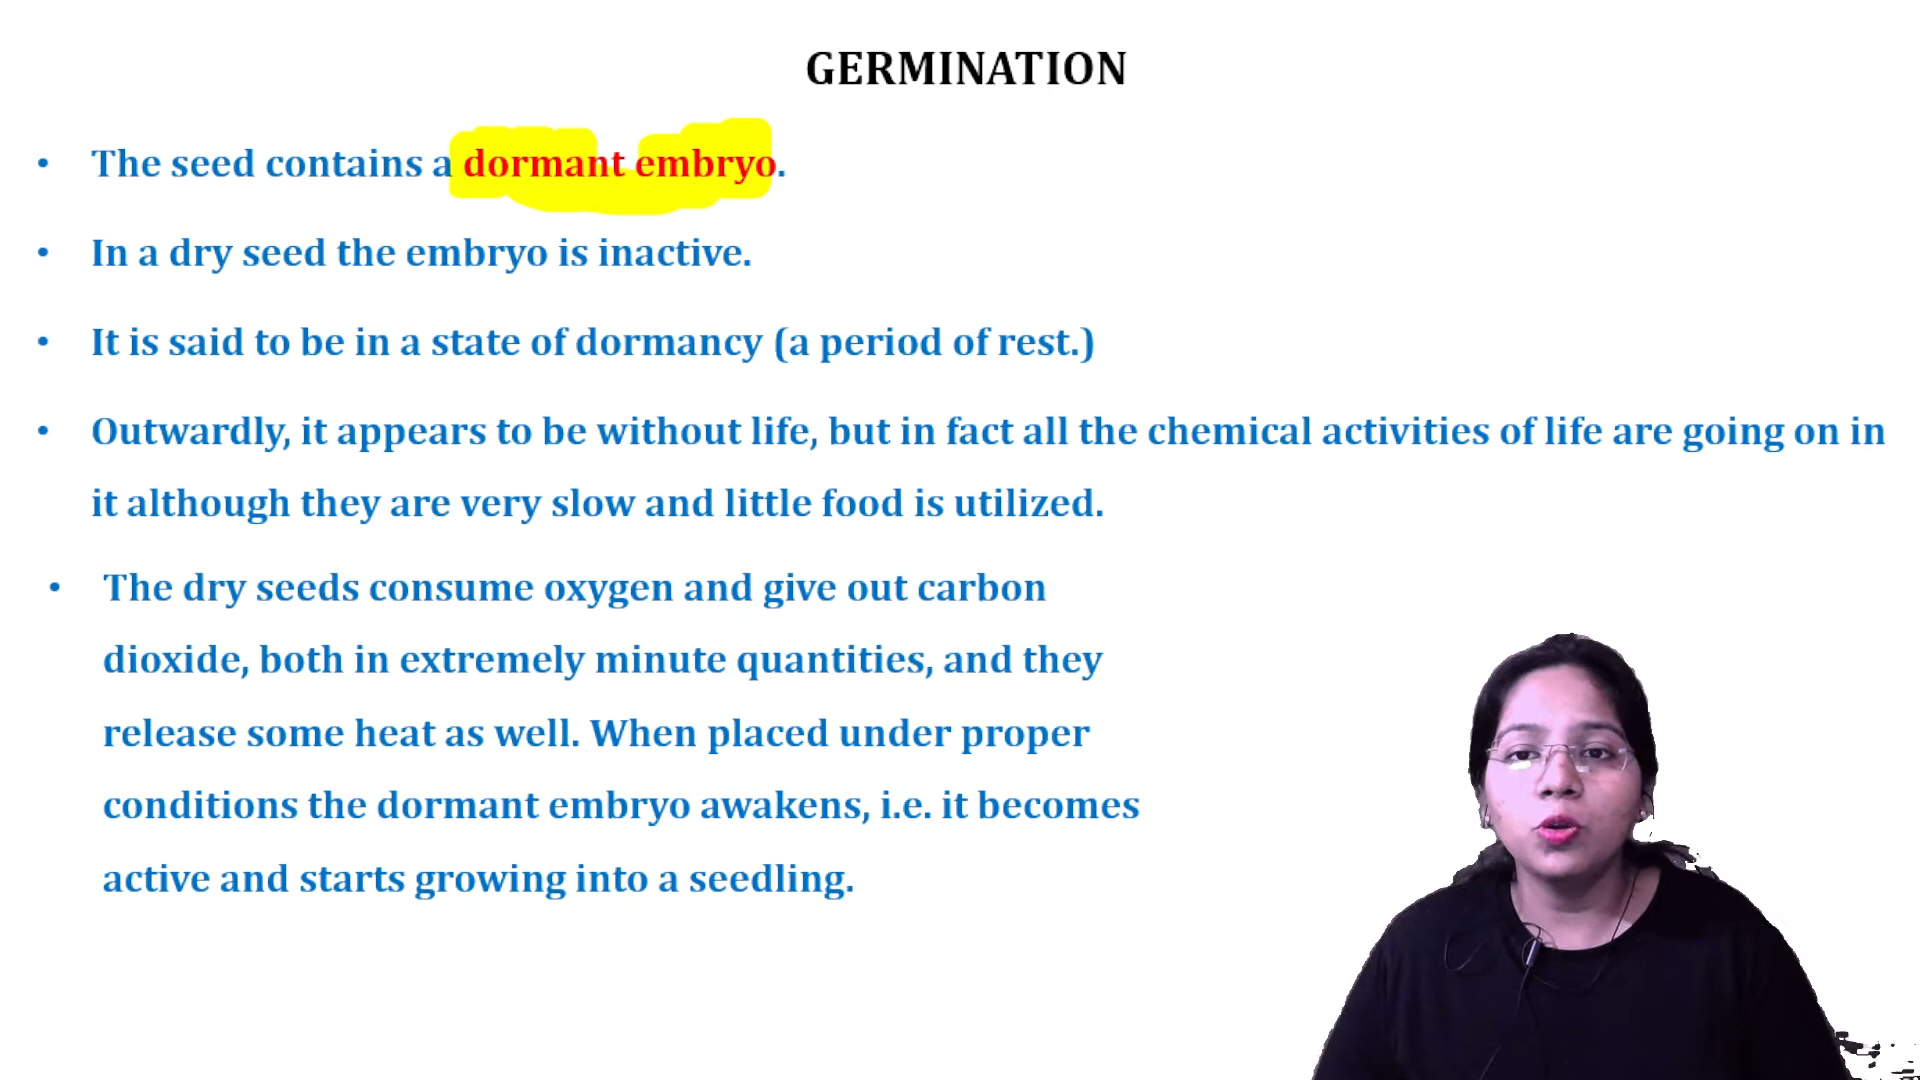 GERMINATION
• The seed contains a dormant embryo.
• In a dry seed the embryo is inactive.
• It is said to be in a state of dormancy (a period of rest.)
• Outwardly, it appears to be without life, but in fact all the chemical activities of life are going on in
it although they are very slow and little food is utilized.
• The dry seeds consume oxygen and give out carbon
dioxide, both in extremely minute quantities, and they
release some heat as well. When placed under proper
conditions the dormant embryo awakens, i.e. it becomes
active and starts growing into a seedling.